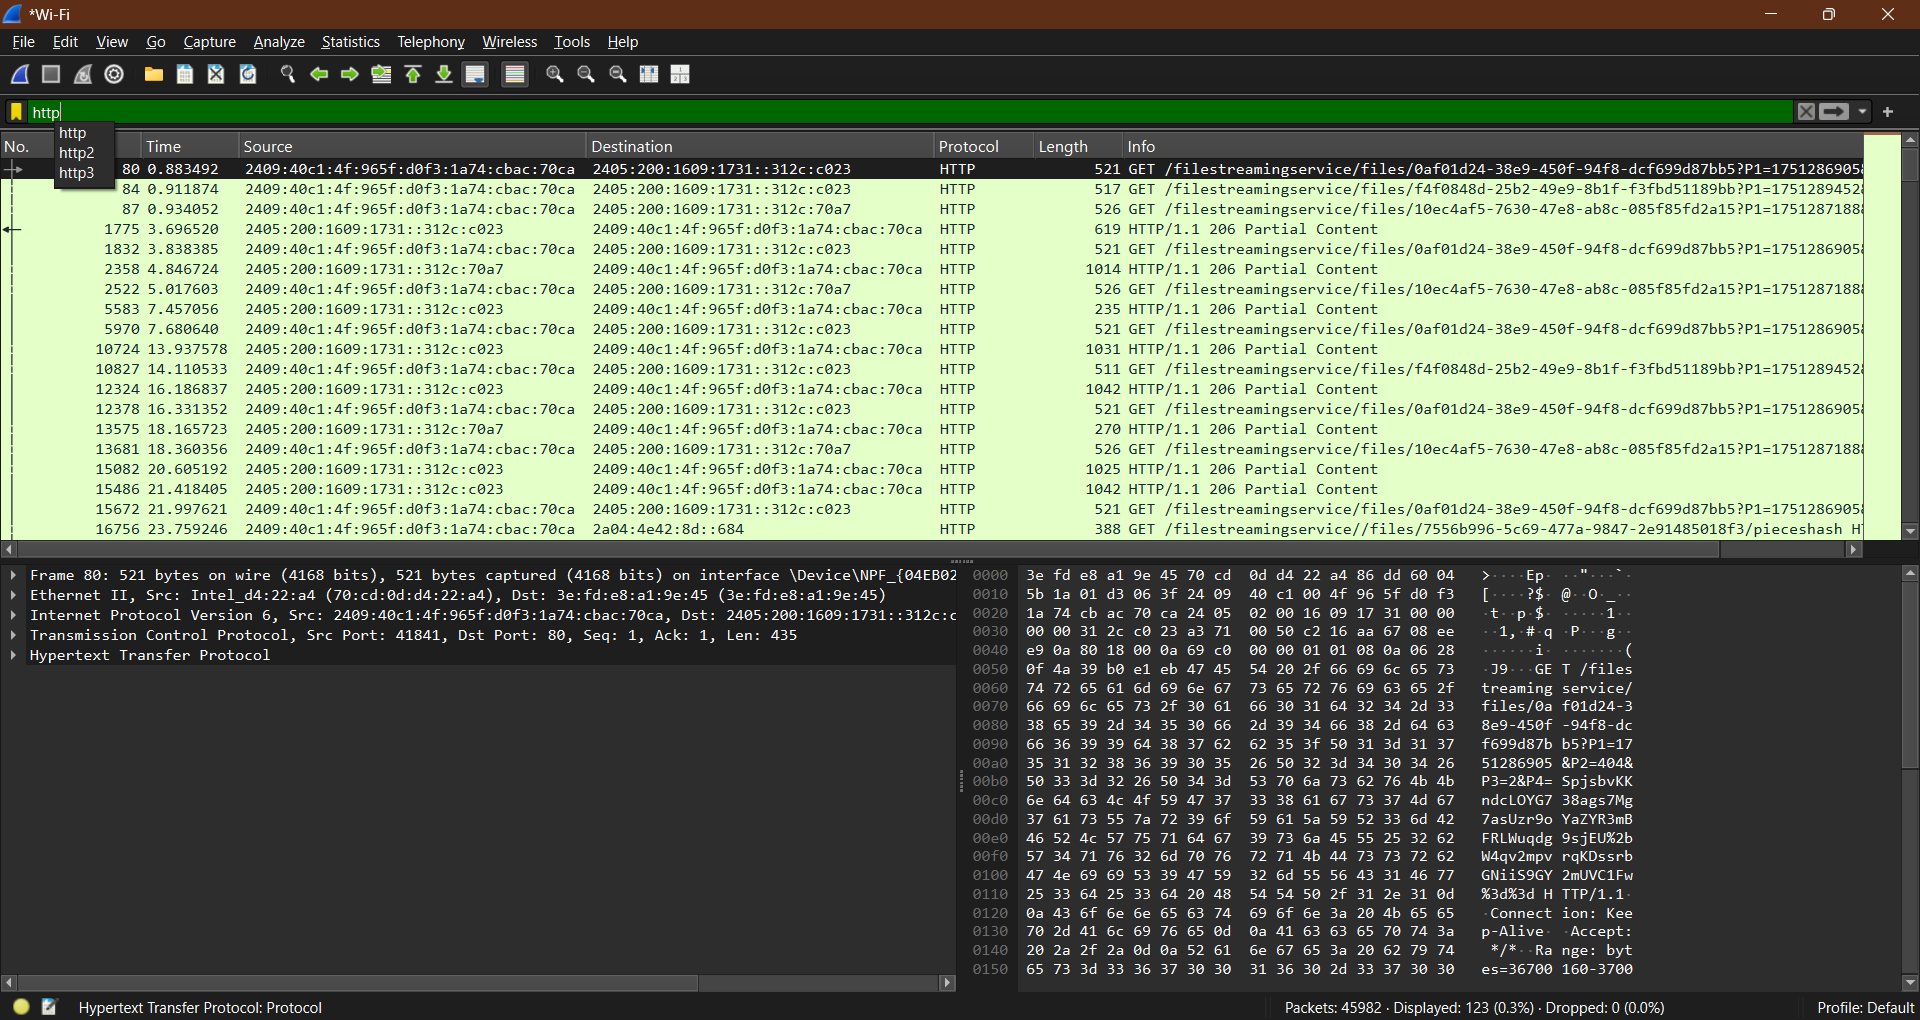 *Wi-Fi
File Edit View Go Capture Analyze Statistics Telephony Wireless Tools Help
http
http
http2
http3
No. Time Source Destination Protocol Length Info
80 0.883492 2409:40c1:4f:965f:d0f3:1a74:cbac:70ca 2405:200:1609:1731::312c:c023 HTTP 521 GET /filestreamingservice/files/0af01d24-38e9-450f-94f8-dcf699d87bb5?P1=1751286905&
84 0.911874 2409:40c1:4f:965f:d0f3:1a74:cbac:70ca 2405:200:1609:1731::312c:c023 HTTP 517 GET /filestreamingservice/files/f4f0848d-25b2-49e9-8b1f-f3fbd51189bb?P1=1751289452&
87 0.934052 2409:40c1:4f:965f:d0f3:1a74:cbac:70ca 2405:200:1609:1731::312c:70a7 HTTP 526 GET /filestreamingservice/files/10ec4af5-7630-47e8-ab8c-085f85fd2a15?P1=1751287188&
1775 3.696520 2405:200:1609:1731::312c:c023 2409:40c1:4f:965f:d0f3:1a74:cbac:70ca HTTP 619 HTTP/1.1 206 Partial Content
1832 3.838385 2409:40c1:4f:965f:d0f3:1a74:cbac:70ca 2405:200:1609:1731::312c:c023 HTTP 521 GET /filestreamingservice/files/0af01d24-38e9-450f-94f8-dcf699d87bb5?P1=1751286905&
2358 4.846724 2405:200:1609:1731::312c:70a7 2409:40c1:4f:965f:d0f3:1a74:cbac:70ca HTTP 1014 HTTP/1.1 206 Partial Content
2522 5.017603 2409:40c1:4f:965f:d0f3:1a74:cbac:70ca 2405:200:1609:1731::312c:70a7 HTTP 526 GET /filestreamingservice/files/10ec4af5-7630-47e8-ab8c-085f85fd2a15?P1=1751287188&
5583 7.457056 2405:200:1609:1731::312c:c023 2409:40c1:4f:965f:d0f3:1a74:cbac:70ca HTTP 235 HTTP/1.1 206 Partial Content
5970 7.680640 2409:40c1:4f:965f:d0f3:1a74:cbac:70ca 2405:200:1609:1731::312c:c023 HTTP 521 GET /filestreamingservice/files/0af01d24-38e9-450f-94f8-dcf699d87bb5?P1=1751286905&
10724 13.937578 2405:200:1609:1731::312c:c023 2409:40c1:4f:965f:d0f3:1a74:cbac:70ca HTTP 1031 HTTP/1.1 206 Partial Content
10827 14.110533 2409:40c1:4f:965f:d0f3:1a74:cbac:70ca 2405:200:1609:1731::312c:c023 HTTP 511 GET /filestreamingservice/files/f4f0848d-25b2-49e9-8b1f-f3fbd51189bb?P1=1751289452&
12324 16.186837 2405:200:1609:1731::312c:c023 2409:40c1:4f:965f:d0f3:1a74:cbac:70ca HTTP 1042 HTTP/1.1 206 Partial Content
12378 16.331352 2409:40c1:4f:965f:d0f3:1a74:cbac:70ca 2405:200:1609:1731::312c:c023 HTTP 521 GET /filestreamingservice/files/0af01d24-38e9-450f-94f8-dcf699d87bb5?P1=1751286905&
13575 18.165723 2405:200:1609:1731::312c:70a7 2409:40c1:4f:965f:d0f3:1a74:cbac:70ca HTTP 270 HTTP/1.1 206 Partial Content
13681 18.360356 2409:40c1:4f:965f:d0f3:1a74:cbac:70ca 2405:200:1609:1731::312c:70a7 HTTP 526 GET /filestreamingservice/files/10ec4af5-7630-47e8-ab8c-085f85fd2a15?P1=1751287188&
15082 20.605192 2405:200:1609:1731::312c:c023 2409:40c1:4f:965f:d0f3:1a74:cbac:70ca HTTP 1025 HTTP/1.1 206 Partial Content
15486 21.418405 2405:200:1609:1731::312c:c023 2409:40c1:4f:965f:d0f3:1a74:cbac:70ca HTTP 1042 HTTP/1.1 206 Partial Content
15672 21.997621 2409:40c1:4f:965f:d0f3:1a74:cbac:70ca 2405:200:1609:1731::312c:c023 HTTP 521 GET /filestreamingservice/files/0af01d24-38e9-450f-94f8-dcf699d87bb5?P1=1751286905&
16756 23.759246 2409:40c1:4f:965f:d0f3:1a74:cbac:70ca 2a04:4e42:8d::684 HTTP 388 GET /filestreamingservice//files/7556b996-5c69-477a-9847-2e91485018f3/pieceshash H
Frame 80: 521 bytes on wire (4168 bits), 521 bytes captured (4168 bits) on interface \Device\NPF_{04EB02
Ethernet II, Src: Intel_d4:22:a4 (70:cd:0d:d4:22:a4), Dst: 3e:fd:e8:a1:9e:45 (3e:fd:e8:a1:9e:45)
Internet Protocol Version 6, Src: 2409:40c1:4f:965f:d0f3:1a74:cbac:70ca, Dst: 2405:200:1609:1731::312c:c
Transmission Control Protocol, Src Port: 41841, Dst Port: 80, Seq: 1, Ack: 1, Len: 435
Hypertext Transfer Protocol
0000 3e fd e8 a1 9e 45 70 cd 0d d4 22 a4 86 dd 60 04 >····Ep· ··"···`·
0010 5b 1a 01 d3 06 3f 24 09 40 c1 00 4f 96 5f d0 f3 [····?$· @··O·_··
0020 1a 74 cb ac 70 ca 24 05 02 00 16 09 17 31 00 00 ·t··p·$· ·····1··
0030 00 00 31 2c c0 23 a3 71 00 50 c2 16 aa 67 08 ee ··1,·#·q ·P···g··
0040 e9 0a 80 18 00 0a 69 c0 00 00 01 01 08 0a 06 28 ······i· ·······(
0050 0f 4a 39 b0 e1 eb 47 45 54 20 2f 66 69 6c 65 73 ·J9···GE T /files
0060 74 72 65 61 6d 69 6e 67 73 65 72 76 69 63 65 2f treaming service/
0070 66 69 6c 65 73 2f 30 61 66 30 31 64 32 34 2d 33 files/0a f01d24-3
0080 38 65 39 2d 34 35 30 66 2d 39 34 66 38 2d 64 63 8e9-450f -94f8-dc
0090 66 36 39 39 64 38 37 62 62 35 3f 50 31 3d 31 37 f699d87b b5?P1=17
00a0 35 31 32 38 36 39 30 35 26 50 32 3d 34 30 34 26 51286905 &P2=404&
00b0 50 33 3d 32 26 50 34 3d 53 70 6a 73 62 76 4b 4b P3=2&P4= SpjsbvKK
00c0 6e 64 63 4c 4f 59 47 37 33 38 61 67 73 37 4d 67 ndcLOYG7 38ags7Mg
00d0 37 61 73 55 7a 72 39 6f 59 61 5a 59 52 33 6d 42 7asUzr9o YaZYR3mB
00e0 46 52 4c 57 75 71 64 67 39 73 6a 45 55 25 32 62 FRLWuqdg 9sjEU%2b
00f0 57 34 71 76 32 6d 70 76 72 71 4b 44 73 73 72 62 W4qv2mpv rqKDssrb
0100 47 4e 69 69 53 39 47 59 32 6d 55 56 43 31 46 77 GNiiS9GY 2mUVC1Fw
0110 25 33 64 25 33 64 20 48 54 54 50 2f 31 2e 31 0d %3d%3d H TTP/1.1·
0120 0a 43 6f 6e 6e 65 63 74 69 6f 6e 3a 20 4b 65 65 ·Connect ion: Kee
0130 70 2d 41 6c 69 76 65 0d 0a 41 63 63 65 70 74 3a p-Alive· ·Accept:
0140 20 2a 2f 2a 0d 0a 52 61 6e 67 65 3a 20 62 79 74 */*··Ra nge: byt
0150 65 73 3d 33 36 37 30 30 31 36 30 2d 33 37 30 30 es=36700 160-3700
Hypertext Transfer Protocol: Protocol
Packets: 45982 · Displayed: 123 (0.3%) · Dropped: 0 (0.0%)
Profile: Default